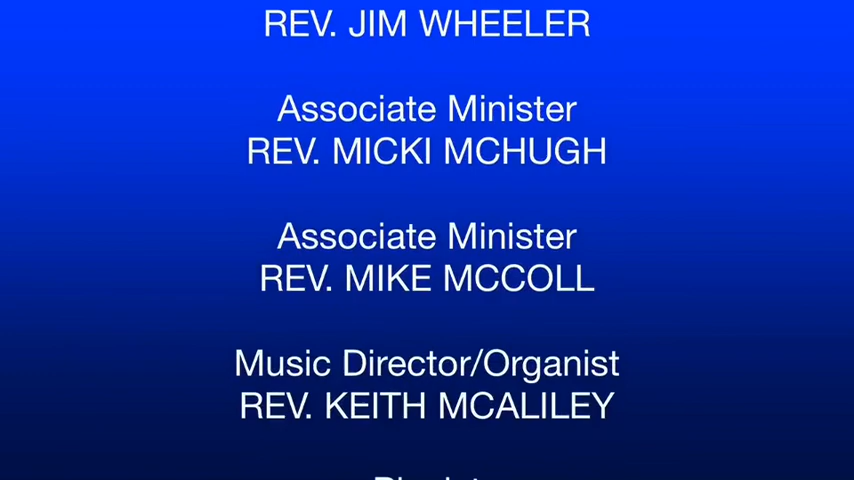 REV. JIM WHEELER
Associate Minister
REV. MICKI MCHUGH
Associate Minister
REV. MIKE MCCOLL
Music Director/Organist
REV. KEITH MCALILEY